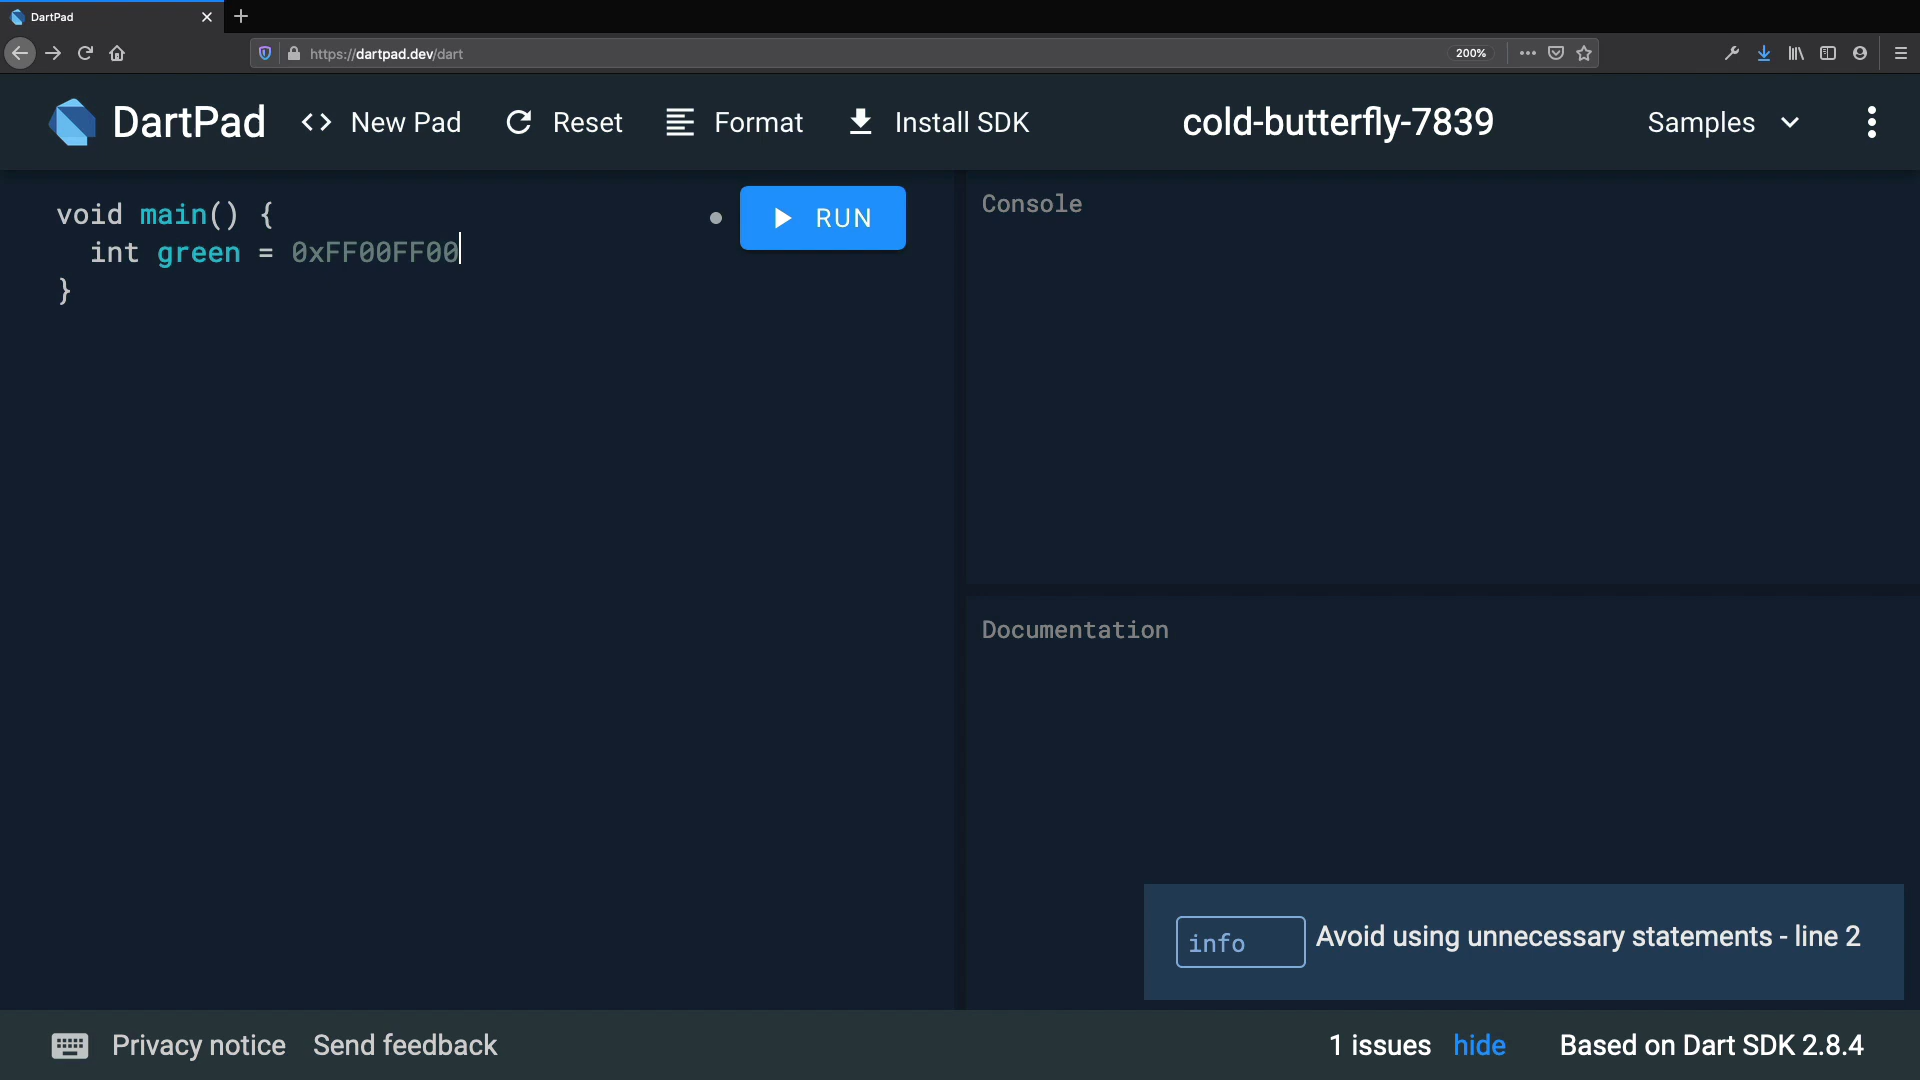 DartPad
https://dartpad.dev/dart
200%
DartPad
New Pad
Reset
Format
Install SDK
cold-butterfly-7839
Samples
void main() {
  int green = 0xFF00FF00
}
RUN
Console
Documentation
info
Avoid using unnecessary statements - line 2
Privacy notice
Send feedback
1 issues
hide
Based on Dart SDK 2.8.4